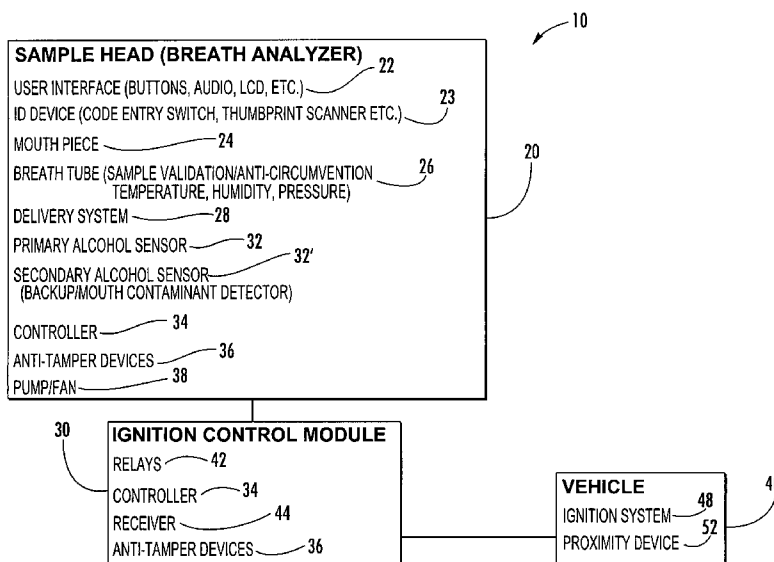 10
SAMPLE HEAD (BREATH ANALYZER)
USER INTERFACE (BUTTONS, AUDIO, LCD, ETC.) 22
ID DEVICE (CODE ENTRY SWITCH, THUMBPRINT SCANNER ETC.) 23
MOUTH PIECE 24
BREATH TUBE (SAMPLE VALIDATION/ANTI-CIRCUMVENTION 26
TEMPERATURE, HUMIDITY, PRESSURE)
20
DELIVERY SYSTEM 28
PRIMARY ALCOHOL SENSOR 32
SECONDARY ALCOHOL SENSOR 32'
(BACKUP/MOUTH CONTAMINANT DETECTOR)
CONTROLLER 34
ANTI-TAMPER DEVICES 36
PUMP/FAN 38
30
IGNITION CONTROL MODULE
RELAYS 42
CONTROLLER 34
RECEIVER 44
ANTI-TAMPER DEVICES 36
VEHICLE
IGNITION SYSTEM 48
PROXIMITY DEVICE 52